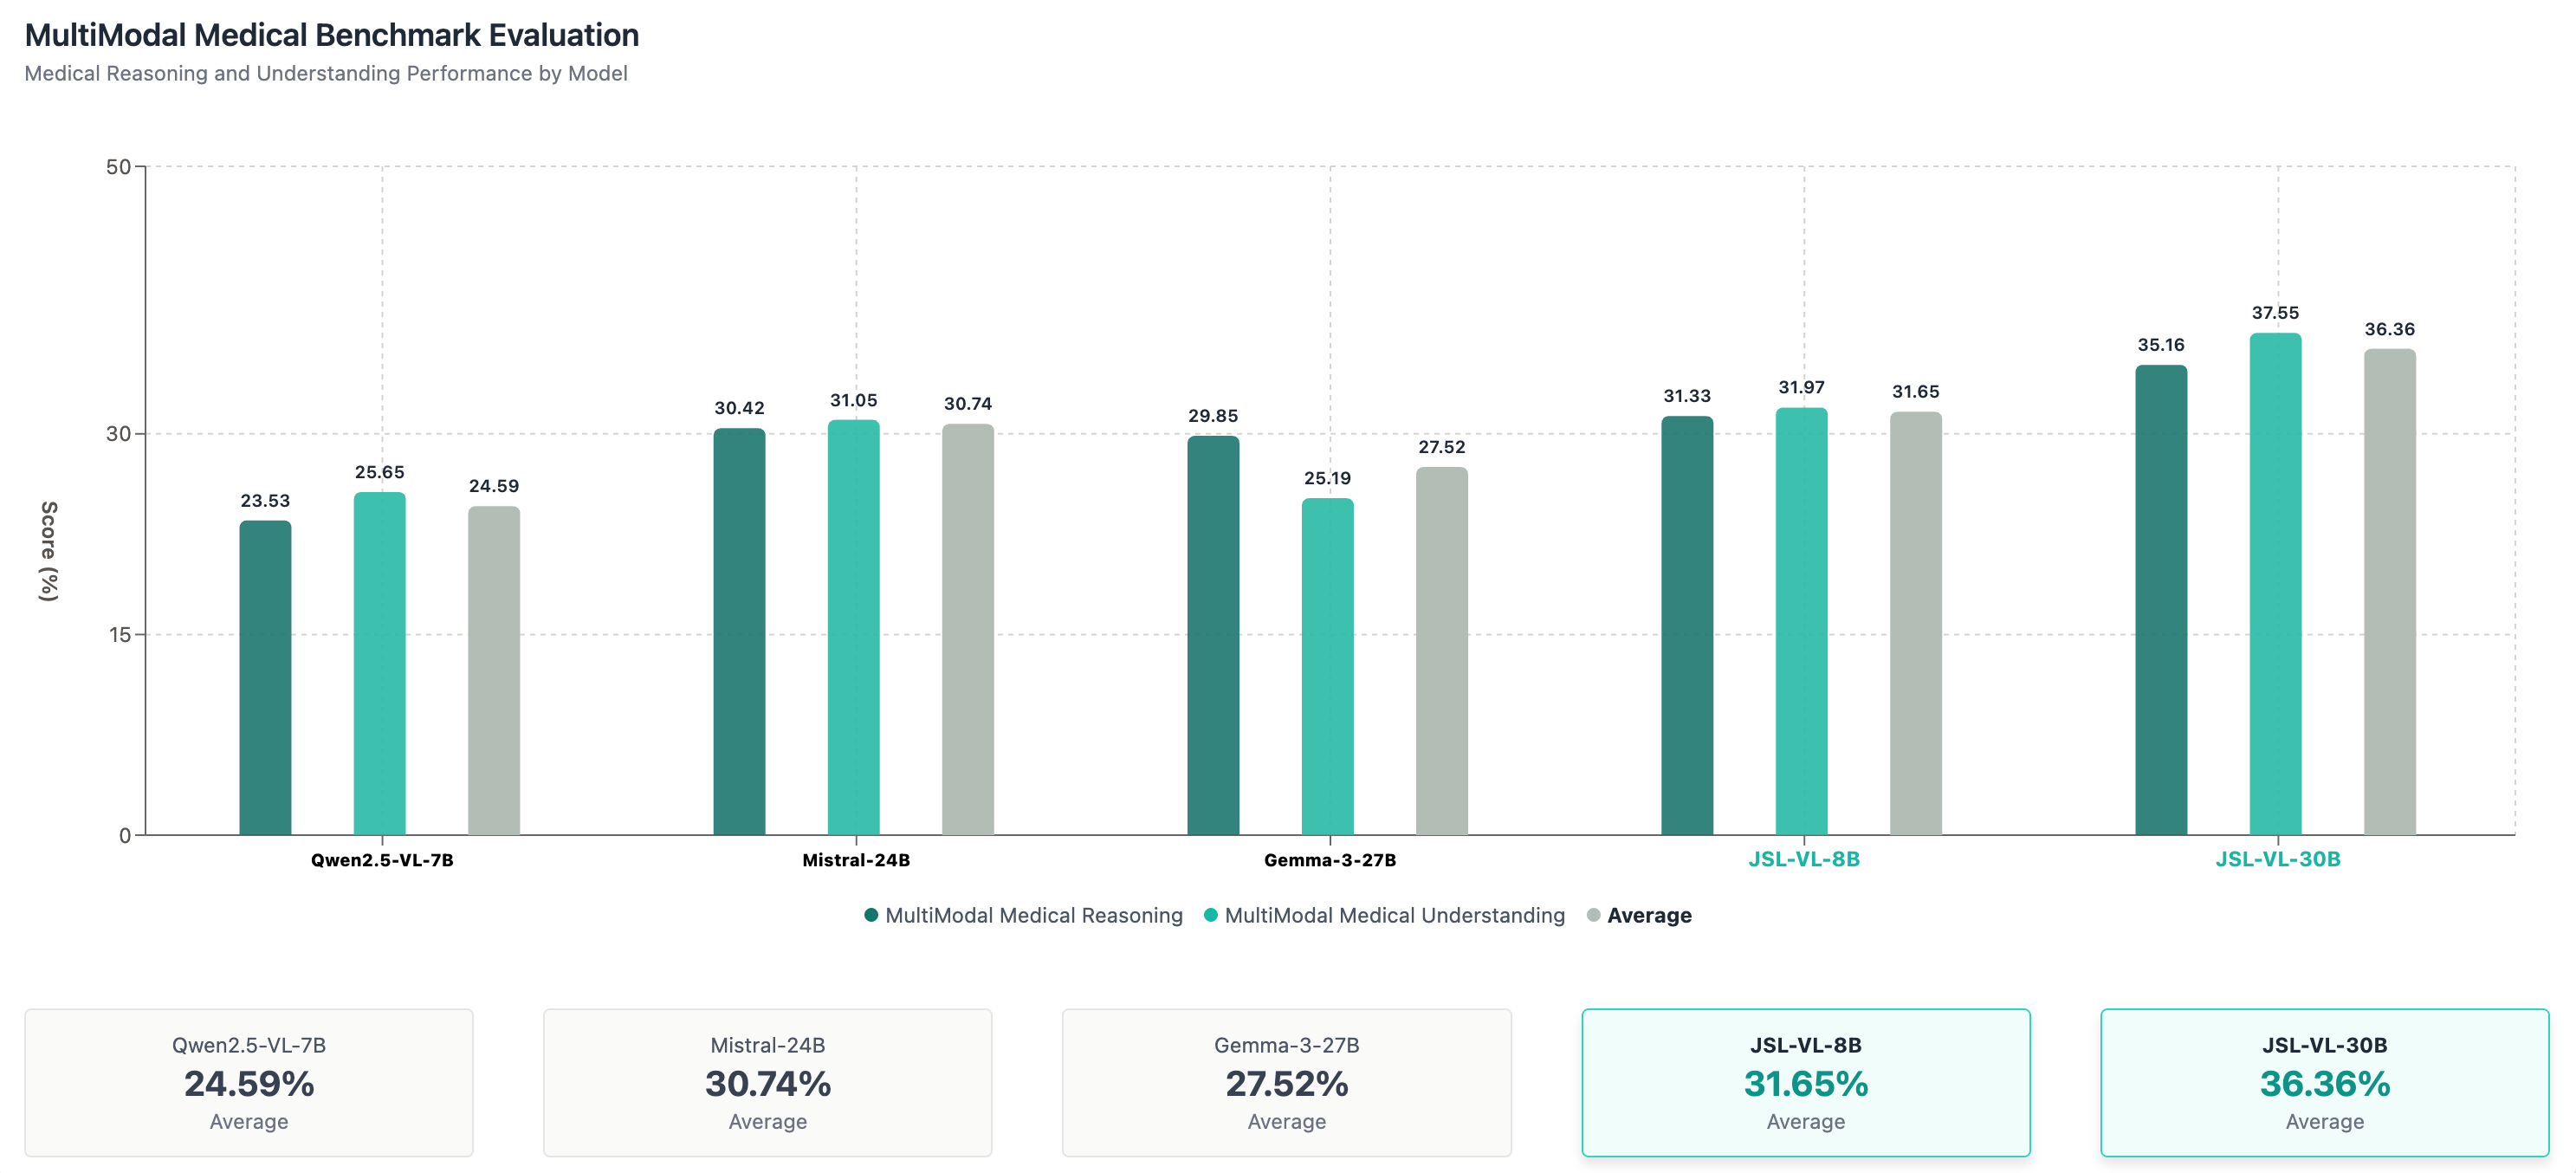 MultiModal Medical Benchmark Evaluation
Medical Reasoning and Understanding Performance by Model
Score (%)
50
30
15
0
23.53
25.65
24.59
30.42
31.05
30.74
29.85
25.19
27.52
31.33
31.97
31.65
35.16
37.55
36.36
Qwen2.5-VL-7B
Mistral-24B
Gemma-3-27B
JSL-VL-8B
JSL-VL-30B
MultiModal Medical Reasoning
MultiModal Medical Understanding
Average
Qwen2.5-VL-7B
24.59%
Average
Mistral-24B
30.74%
Average
Gemma-3-27B
27.52%
Average
JSL-VL-8B
31.65%
Average
JSL-VL-30B
36.36%
Average